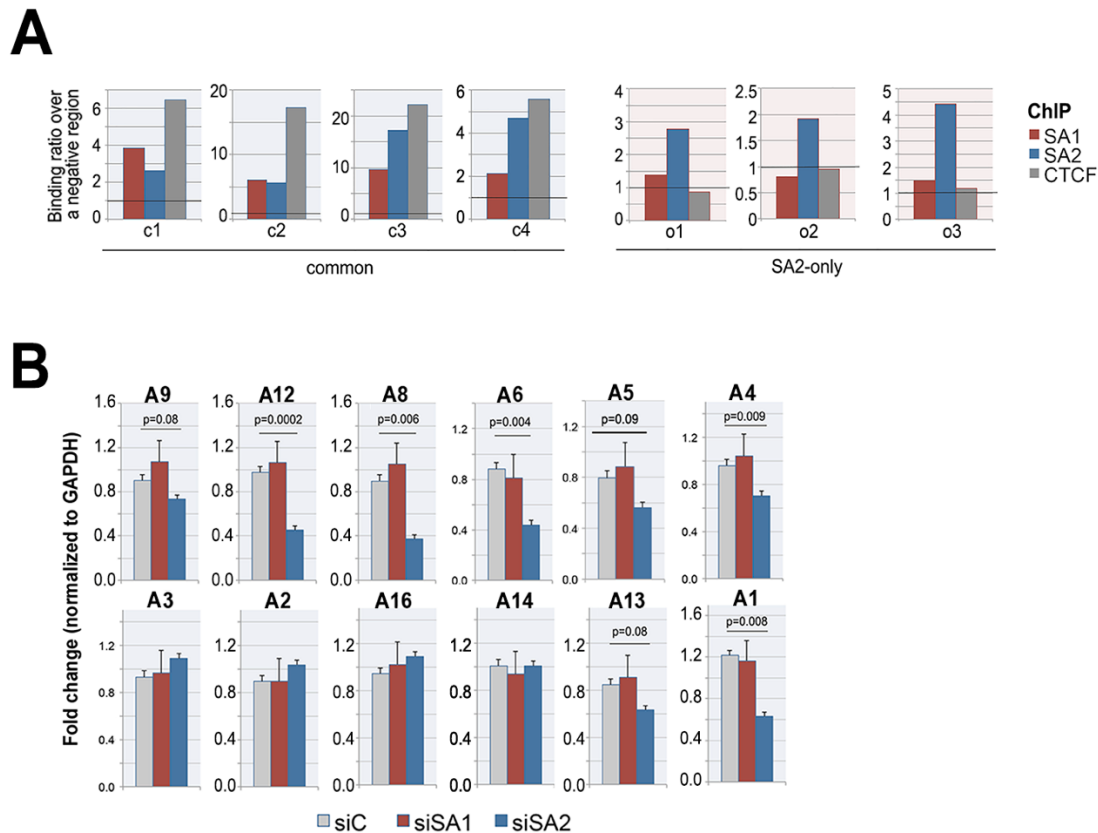 A
Binding ratio over
a negative region
6
4
2
0
c1
20
10
0
c2
20
10
0
c3
6
4
2
0
c4
common
4
3
2
1
0
o1
2.5
2
1.5
1
0.5
0
o2
5
4
3
2
1
0
o3
SA2-only
ChIP
SA1
SA2
CTCF
B
Fold change (normalized to GAPDH)
A9
1.6
1.2
0.8
0.4
0.0
p=0.08
A12
1.6
1.2
0.8
0.4
0.0
p=0.0002
A8
1.6
1.2
0.8
0.4
0.0
p=0.006
A6
1.2
0.8
0.4
0.0
p=0.004
A5
1.2
0.8
0.4
0.0
p=0.09
A4
1.2
0.8
0.4
0.0
p=0.009
A3
1.2
0.8
0.4
0.0
A2
1.2
0.8
0.4
0.0
A16
1.2
0.8
0.4
0.0
A14
1.2
0.8
0.4
0.0
A13
1.2
0.8
0.4
0.0
p=0.08
A1
1.6
1.2
0.8
0.4
0.0
p=0.008
siC siSA1 siSA2